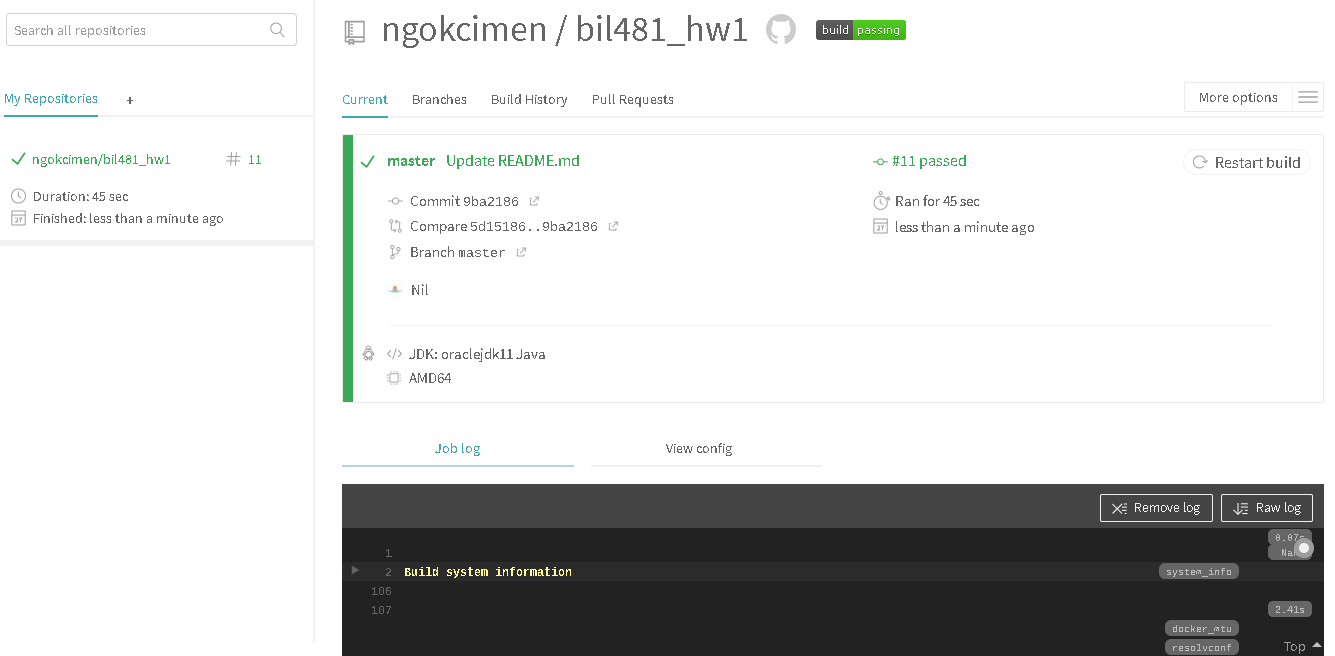 Search all repositories
ngokcimen / bil481_hw1
build passing
My Repositories +
Current Branches Build History Pull Requests
More options
ngokcimen/bil481_hw1 # 11
Duration: 45 sec
Finished: less than a minute ago
master Update README.md
#11 passed
Restart build
Commit 9ba2186
Ran for 45 sec
Compare 5d15186..9ba2186
less than a minute ago
Branch master
Nil
</> JDK: oraclejdk11 Java
AMD64
Job log View config
Remove log Raw log
0.07s
1
2 Build system information system_info
106
107 2.41s
docker_mtu
resolvconf Top